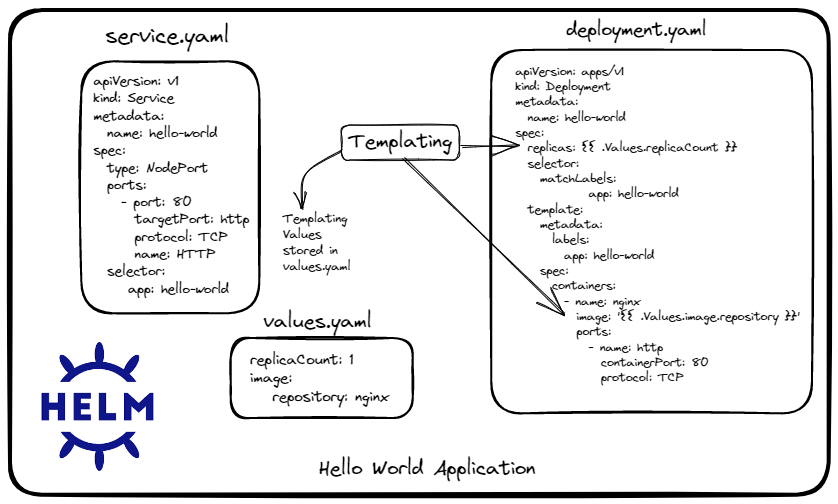 service.yaml
apiVersion: v1
kind: Service
metadata:
  name: hello-world
spec:
  type: NodePort
  ports:
    - port: 80
      targetPort: http
      protocol: TCP
      name: HTTP
  selector:
    app: hello-world
Templating
Templating
Values
stored in
values.yaml
deployment.yaml
apiVersion: apps/v1
kind: Deployment
metadata:
  name: hello-world
spec:
  replicas: {{ .Values.replicaCount }}
  selector:
    matchLabels:
      app: hello-world
  template:
    metadata:
      labels:
        app: hello-world
    spec:
      containers:
        - name: nginx
          image: '{{ .Values.image.repository }}'
          ports:
            - name: http
              containerPort: 80
              protocol: TCP
values.yaml
replicaCount: 1
image:
  repository: nginx
HELM
Hello World Application